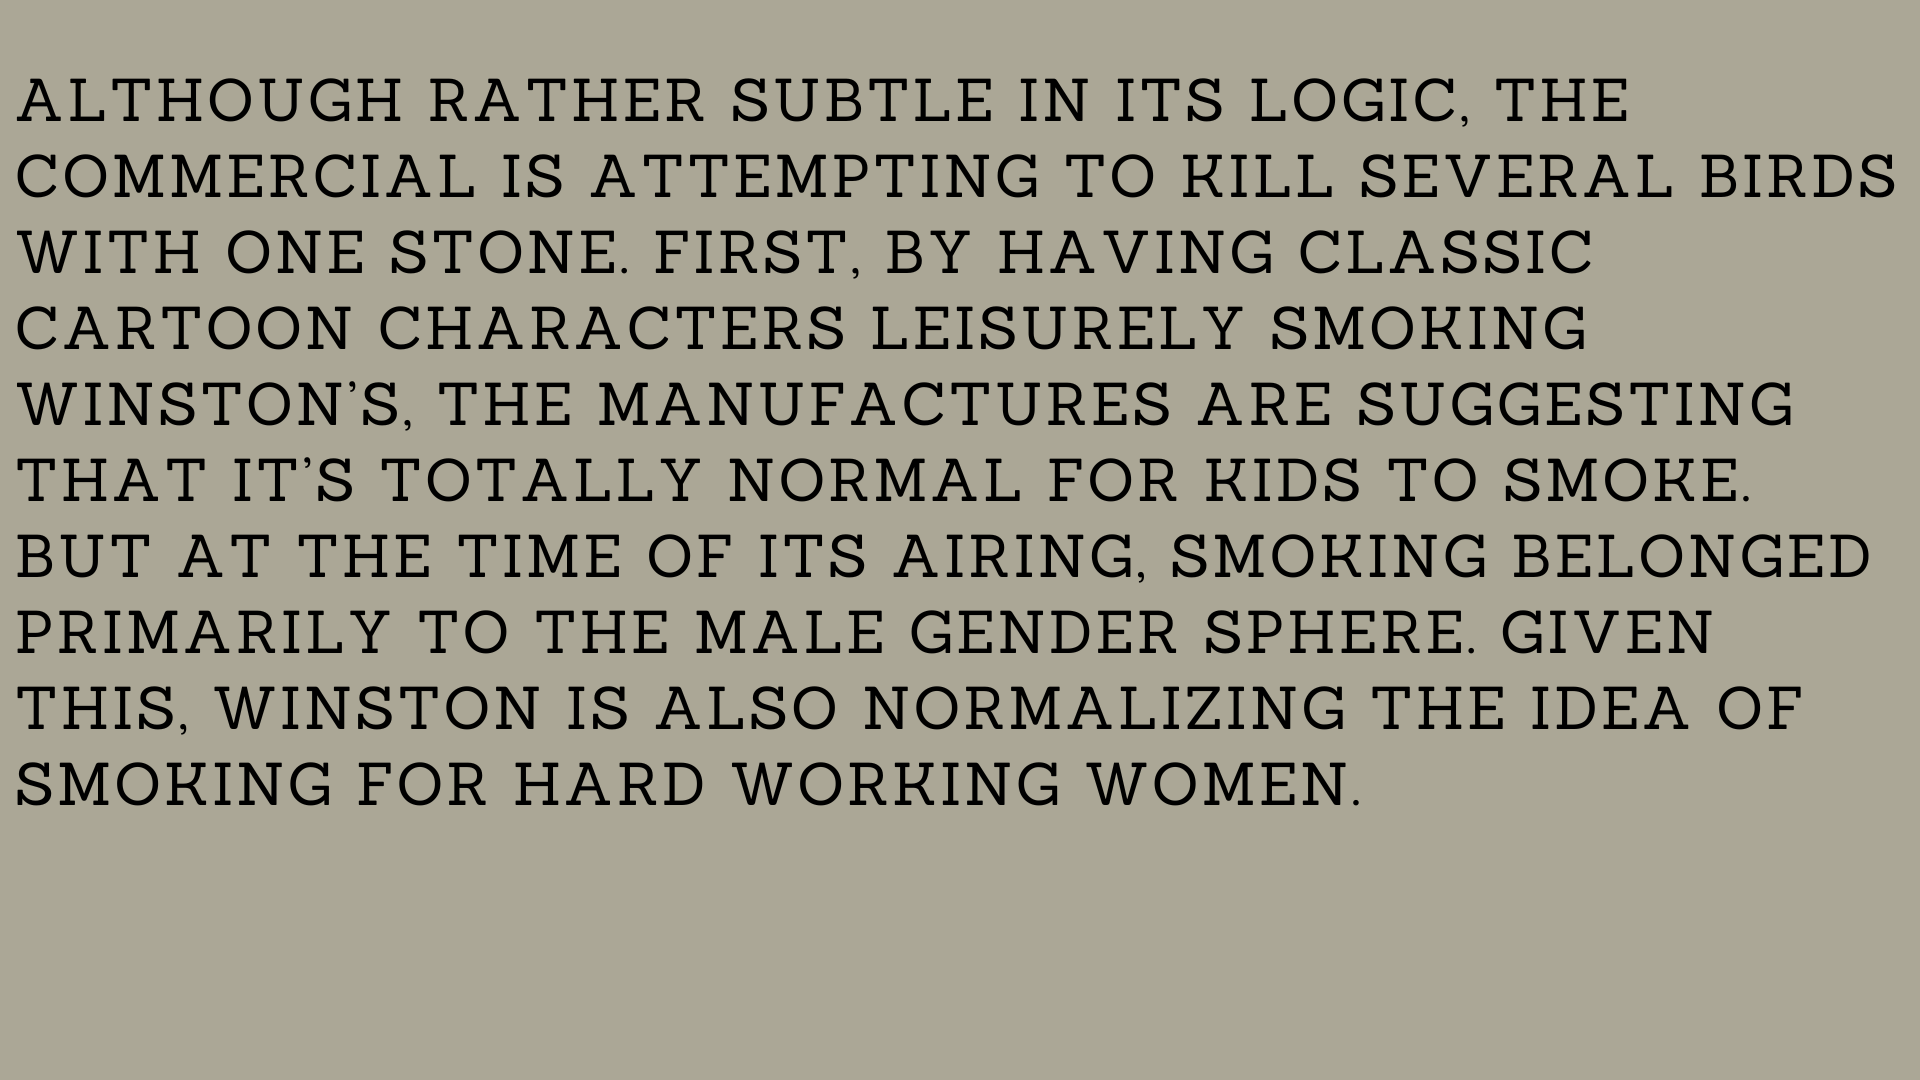 ALTHOUGH RATHER SUBTLE IN ITS LOGIC, THE
COMMERCIAL IS ATTEMPTING TO KILL SEVERAL BIRDS
WITH ONE STONE. FIRST, BY HAVING CLASSIC
CARTOON CHARACTERS LEISURELY SMOKING
WINSTON’S, THE MANUFACTURES ARE SUGGESTING
THAT IT’S TOTALLY NORMAL FOR KIDS TO SMOKE.
BUT AT THE TIME OF ITS AIRING, SMOKING BELONGED
PRIMARILY TO THE MALE GENDER SPHERE. GIVEN
THIS, WINSTON IS ALSO NORMALIZING THE IDEA OF
SMOKING FOR HARD WORKING WOMEN.